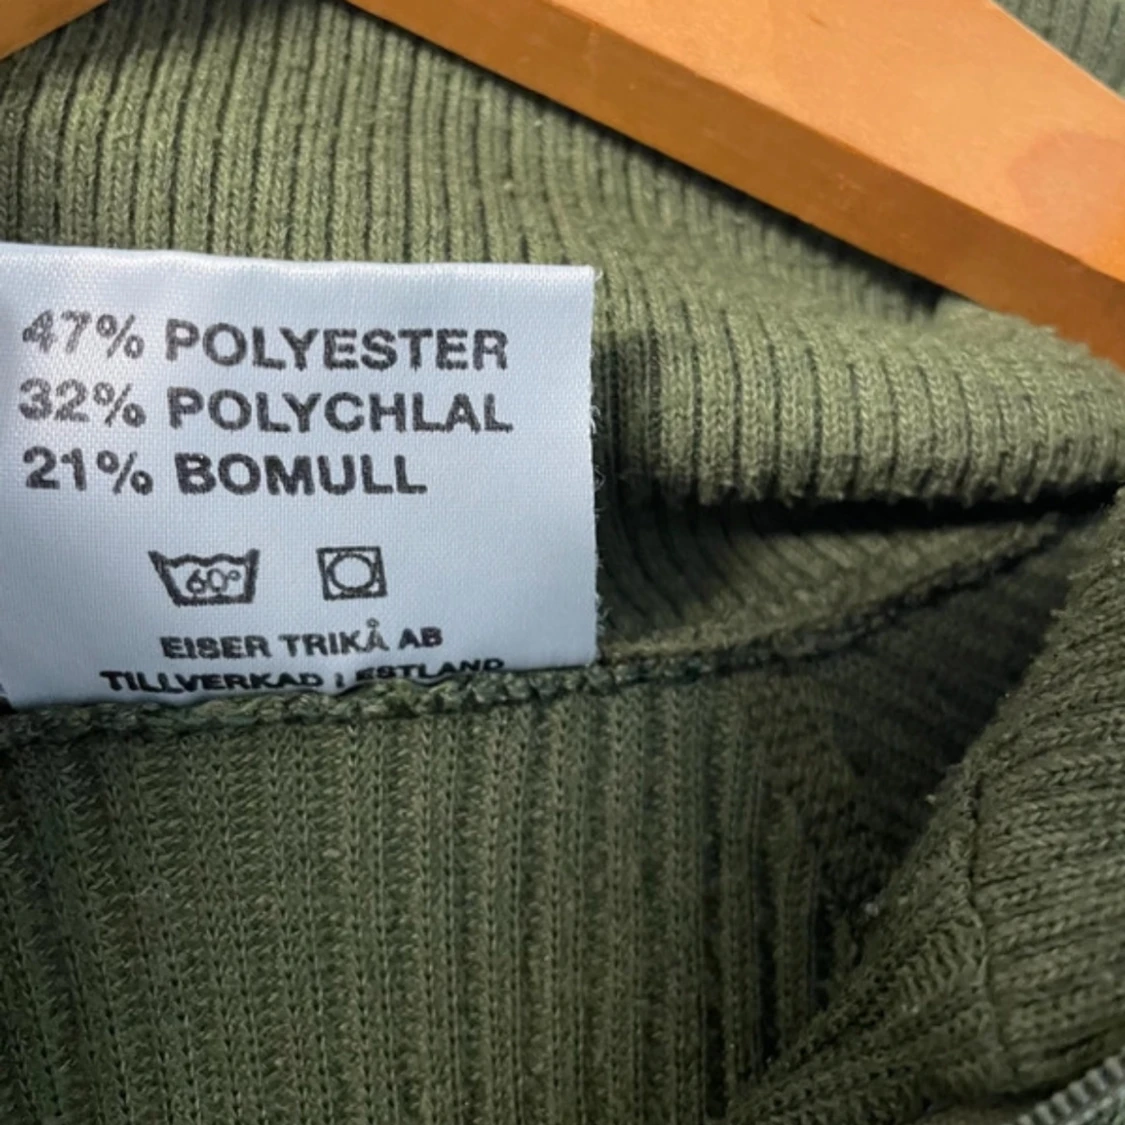 47% POLYESTER
32% POLYCHLAL
21% BOMULL
60°
EISER TRIKÅ AB
TILLVERKAD I ESTLAND